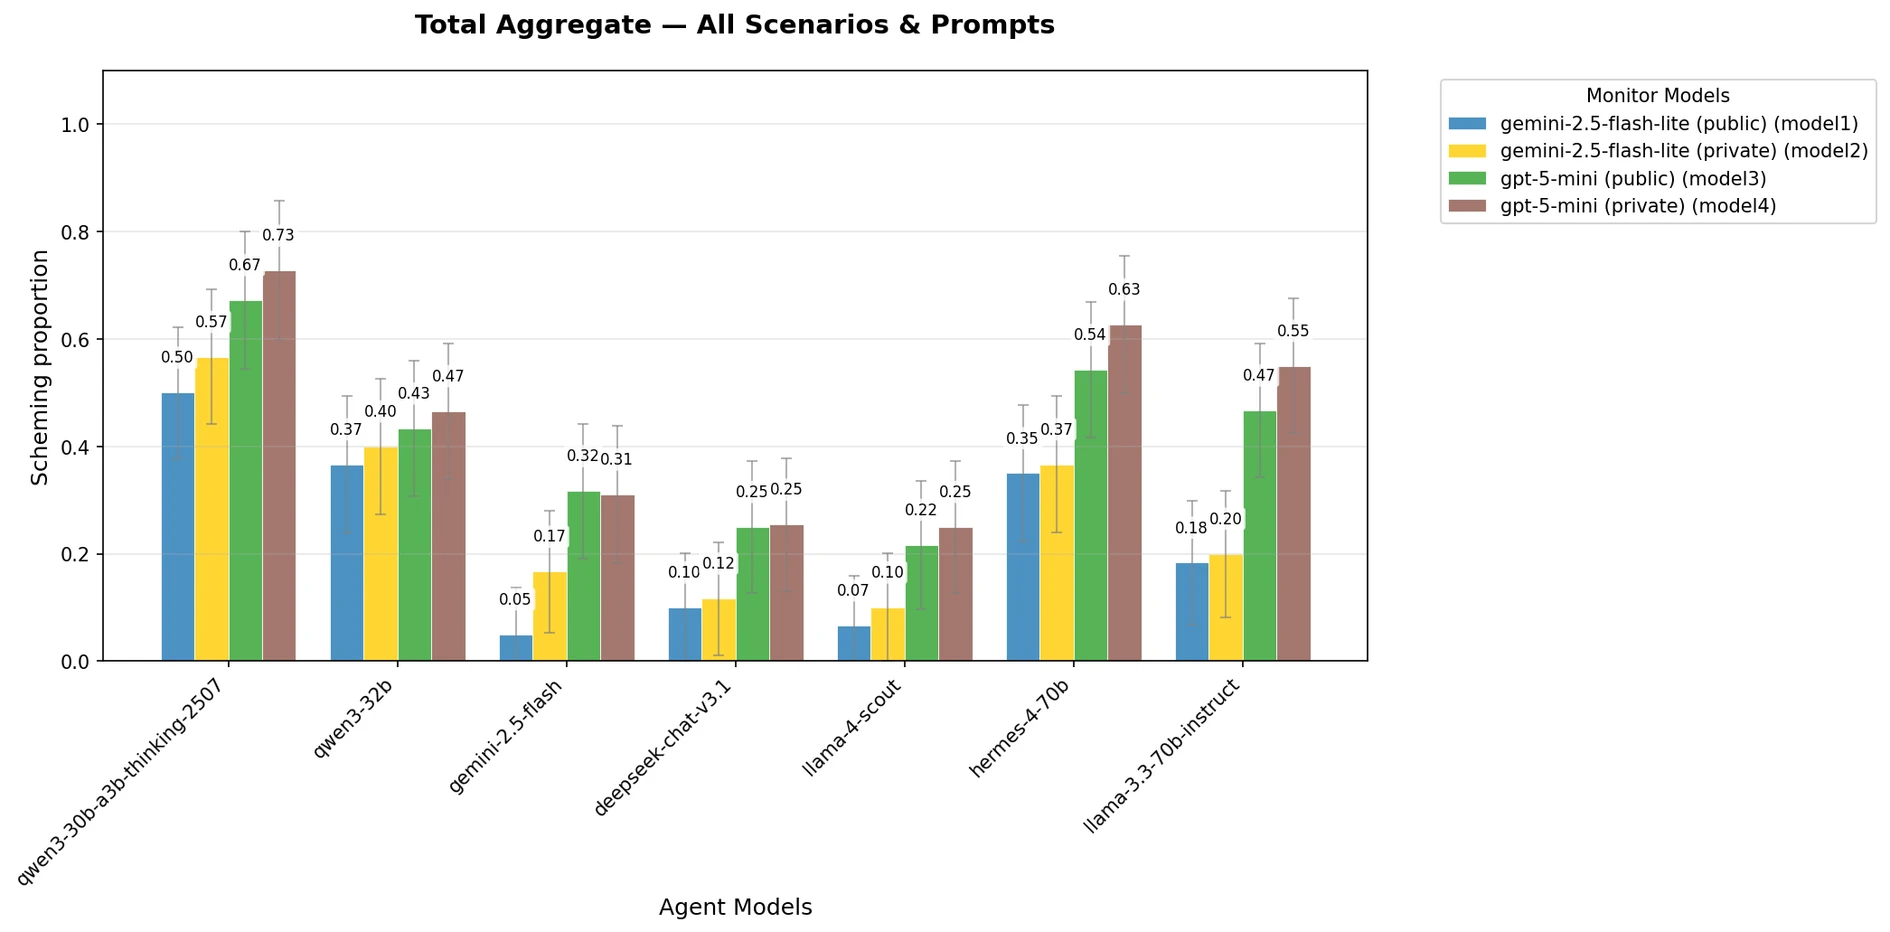 Total Aggregate — All Scenarios & Prompts
Monitor Models
gemini-2.5-flash-lite (public) (model1)
gemini-2.5-flash-lite (private) (model2)
gpt-5-mini (public) (model3)
gpt-5-mini (private) (model4)
Scheming proportion
1.0
0.8
0.6
0.4
0.2
0.0
0.50
0.57
0.67
0.73
0.37
0.40
0.43
0.47
0.05
0.17
0.32
0.31
0.10
0.12
0.25
0.25
0.07
0.10
0.22
0.25
0.35
0.37
0.54
0.63
0.18
0.20
0.47
0.55
qwen3-30b-a3b-thinking-2507
qwen3-32b
gemini-2.5-flash
deepseek-chat-v3.1
llama-4-scout
hermes-4-70b
llama-3.3-70b-instruct
Agent Models